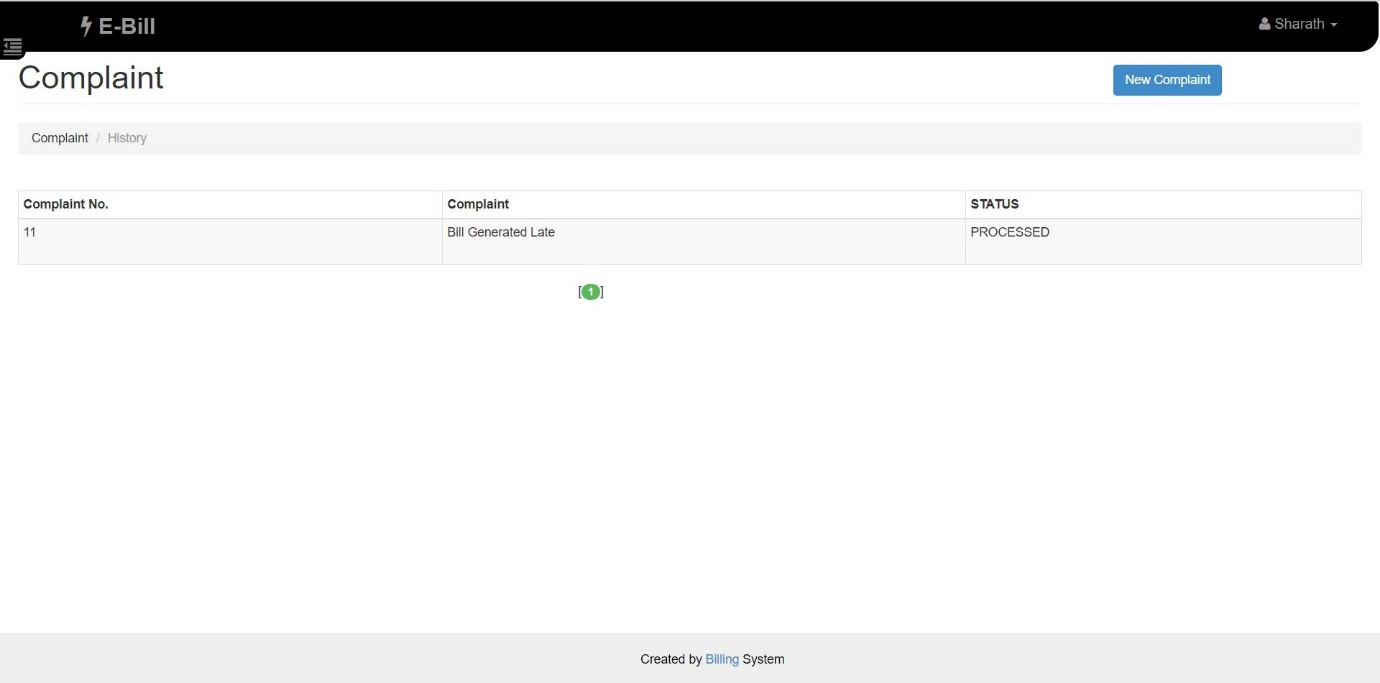 E-Bill
Sharath
Complaint
New Complaint
Complaint / History
Complaint No. Complaint STATUS
11 Bill Generated Late PROCESSED
[1]
Created by Billing System